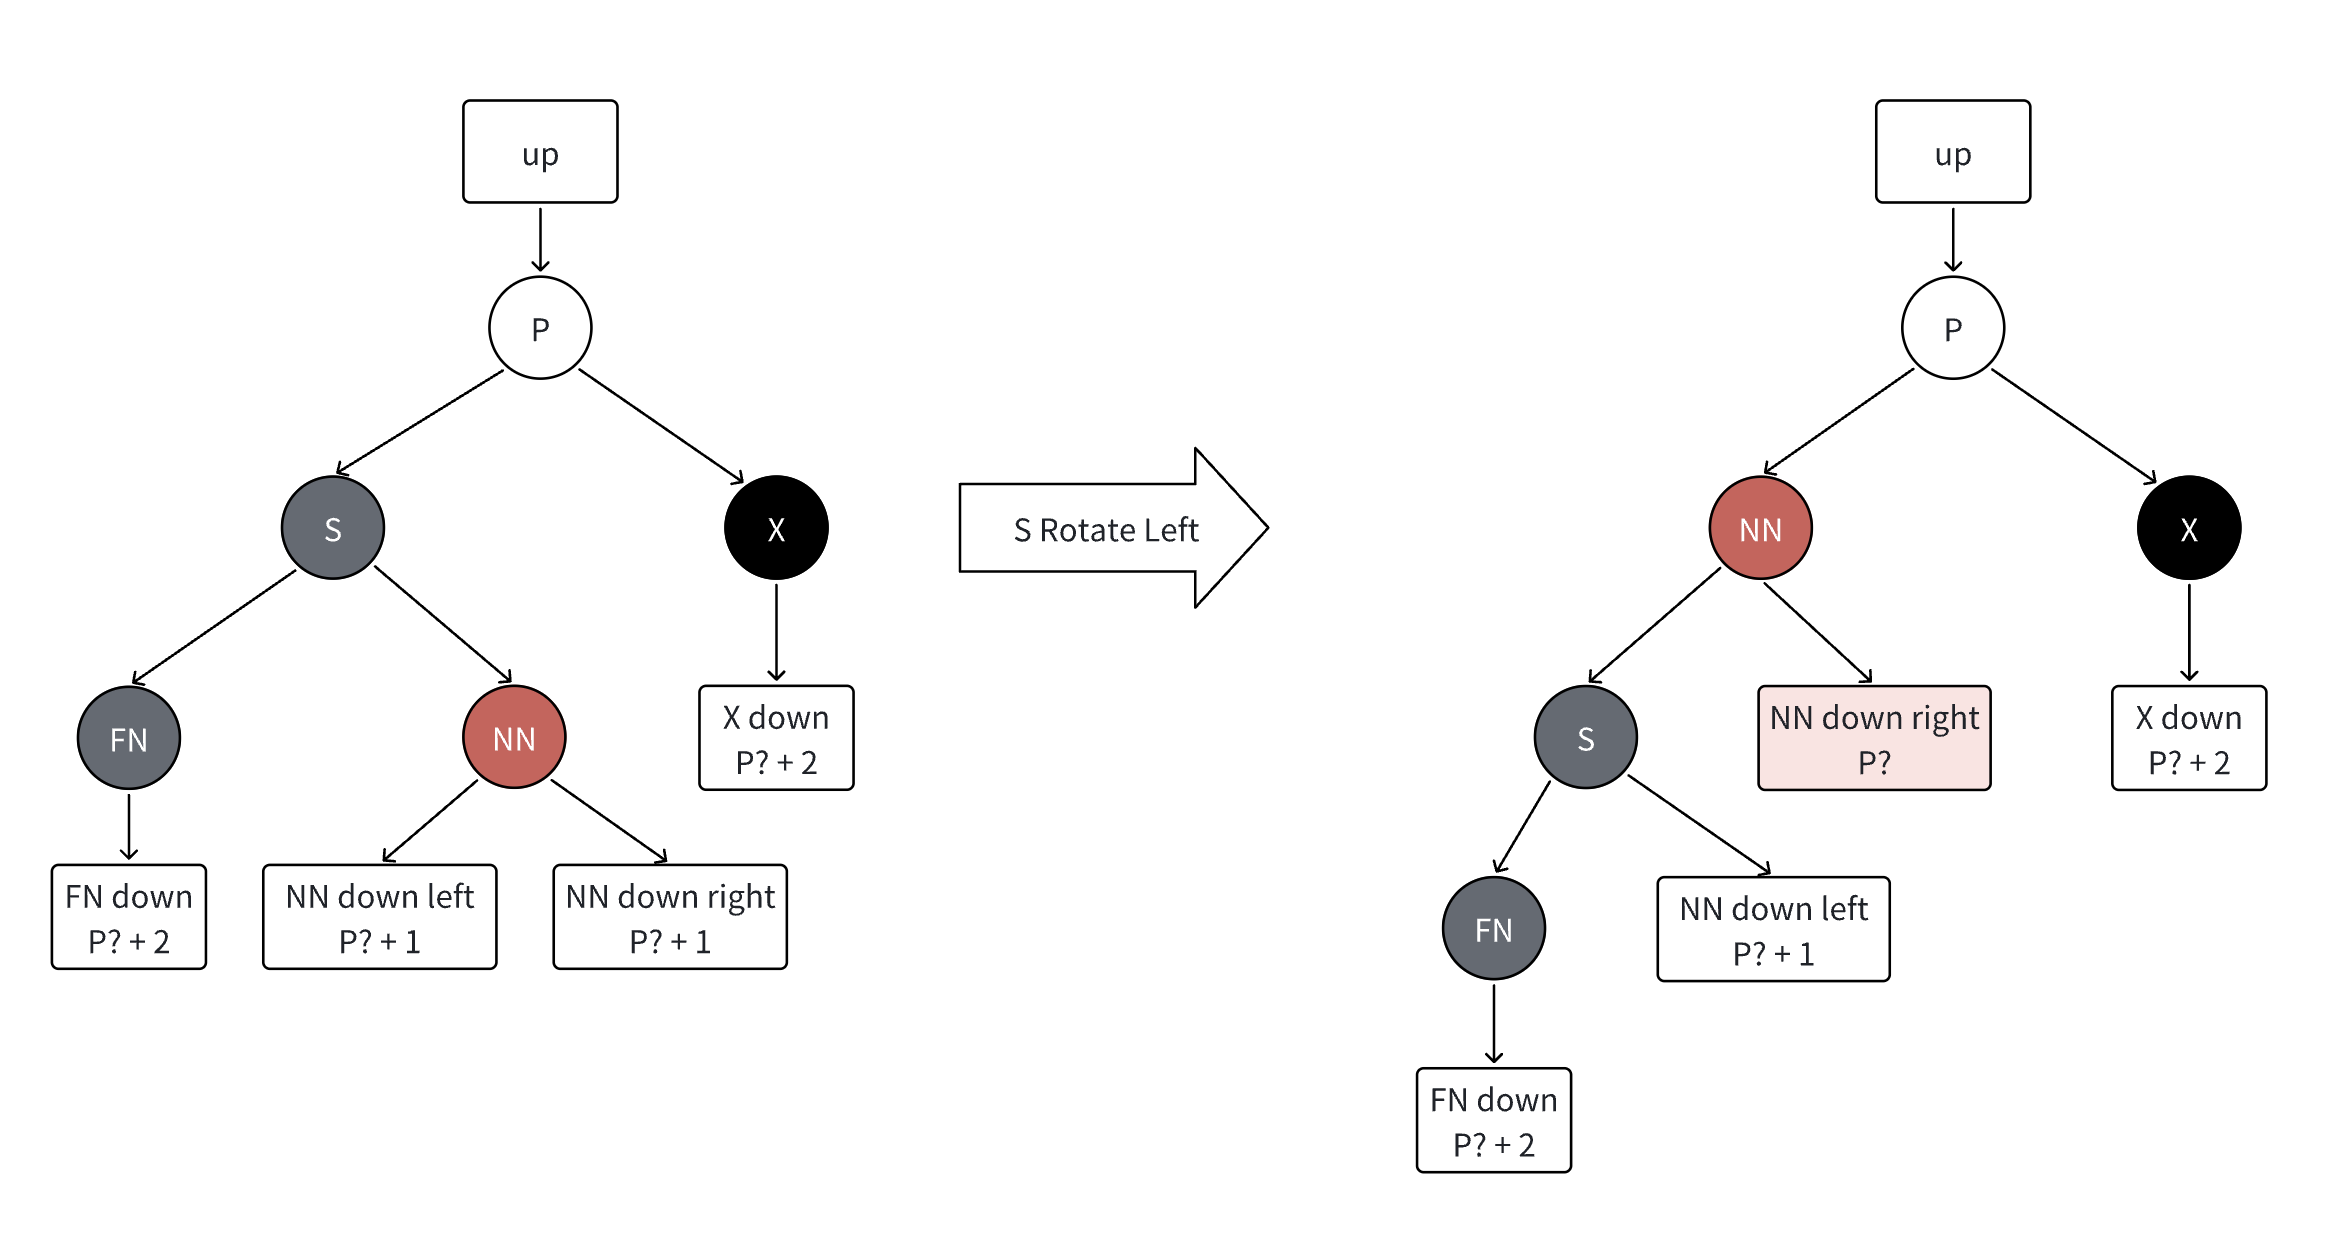 up
P
S
X
FN
NN
X down
P? + 2
FN down
P? + 2
NN down left
P? + 1
NN down right
P? + 1
S Rotate Left
up
P
NN
X
S
NN down right
P?
X down
P? + 2
FN
NN down left
P? + 1
FN down
P? + 2